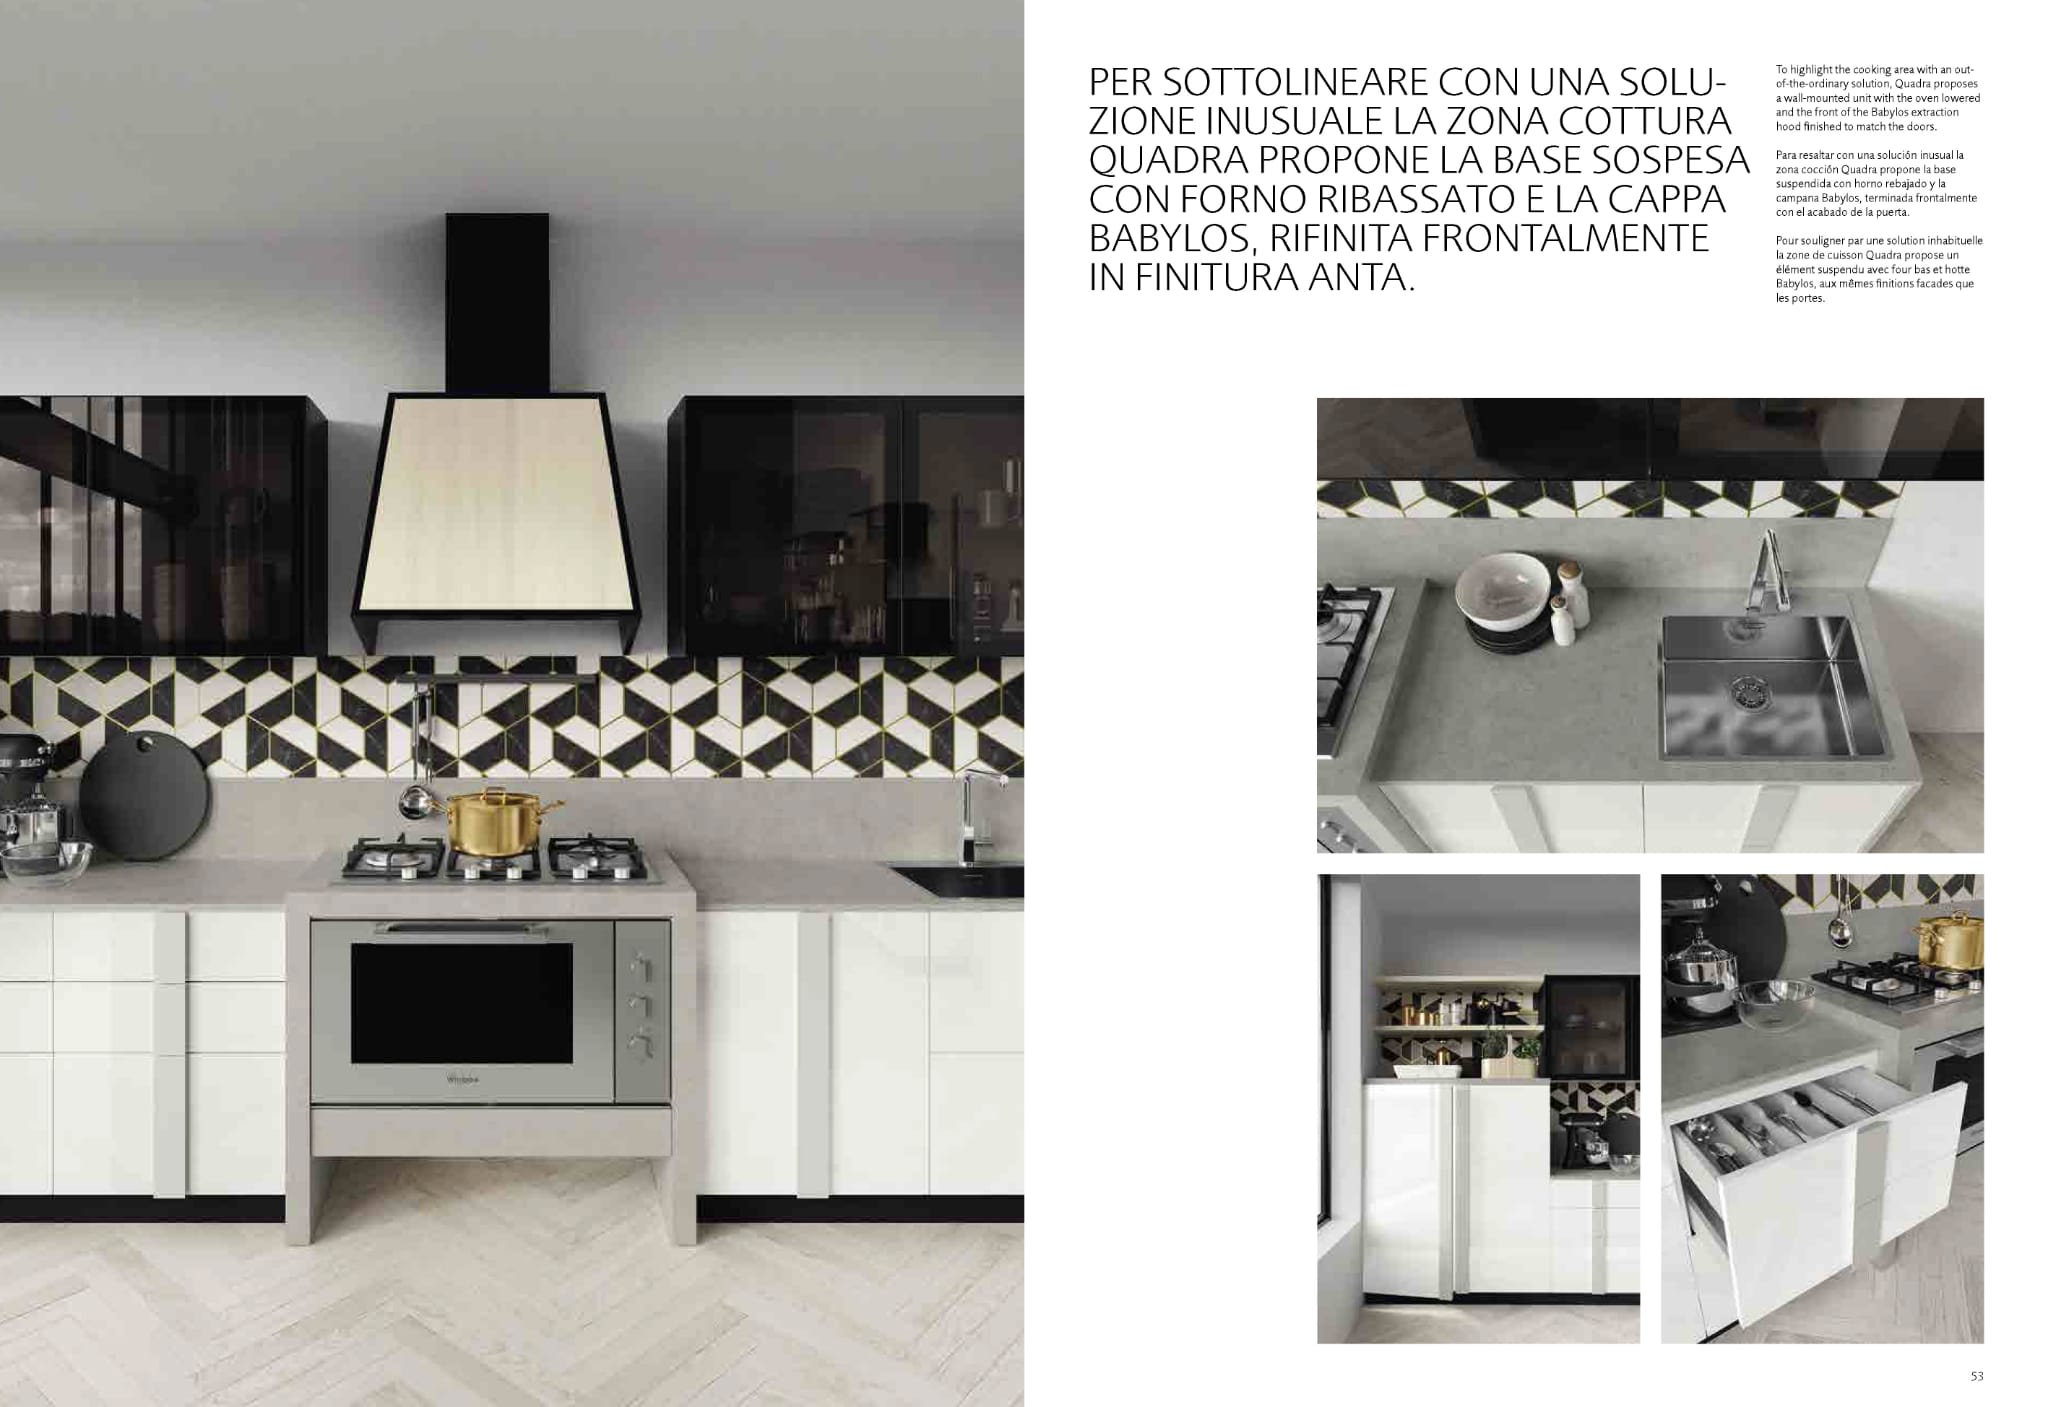 PER SOTTOLINEARE CON UNA SOLU-
ZIONE INUSUALE LA ZONA COTTURA
QUADRA PROPONE LA BASE SOSPESA
CON FORNO RIBASSATO E LA CAPPA
BABYLOS, RIFINITA FRONTALMENTE
IN FINITURA ANTA.
To highlight the cooking area with an out-
of-the-ordinary solution, Quadra proposes
a wall-mounted unit with the oven lowered
and the front of the Babylos extraction
hood finished to match the doors.
Para resaltar con una solución inusual la
zona cocción Quadra propone la base
suspendida con horno rebajado y la
campana Babylos, terminada frontalmente
con el acabado de la puerta.
Pour souligner par une solution inhabituelle
la zone de cuisson Quadra propose un
élément suspendu avec four bas et hotte
Babylos, aux mêmes finitions facades que
les portes.
53